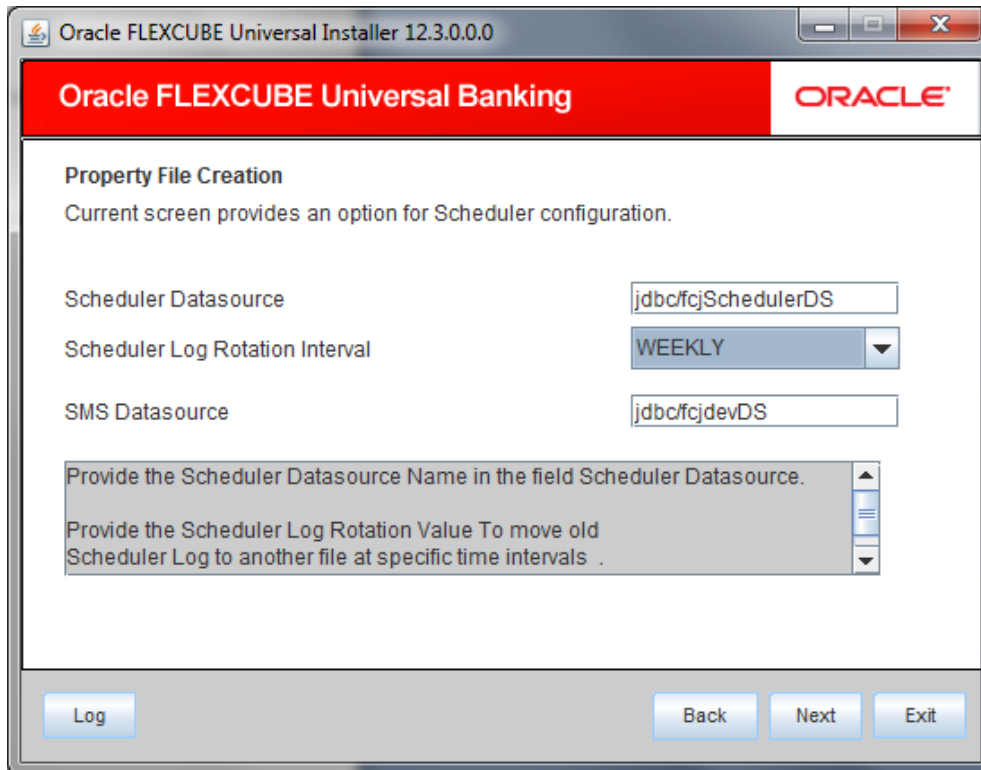 Oracle FLEXCUBE Universal Installer 12.3.0.0.0
Oracle FLEXCUBE Universal Banking
ORACLE®
Property File Creation
Current screen provides an option for Scheduler configuration.
Scheduler Datasource
jdbc/fcjSchedulerDS
Scheduler Log Rotation Interval
WEEKLY
SMS Datasource
jdbc/fcjdevDS
Provide the Scheduler Datasource Name in the field Scheduler Datasource.
Provide the Scheduler Log Rotation Value To move old
Scheduler Log to another file at specific time intervals .
Log
Back
Next
Exit